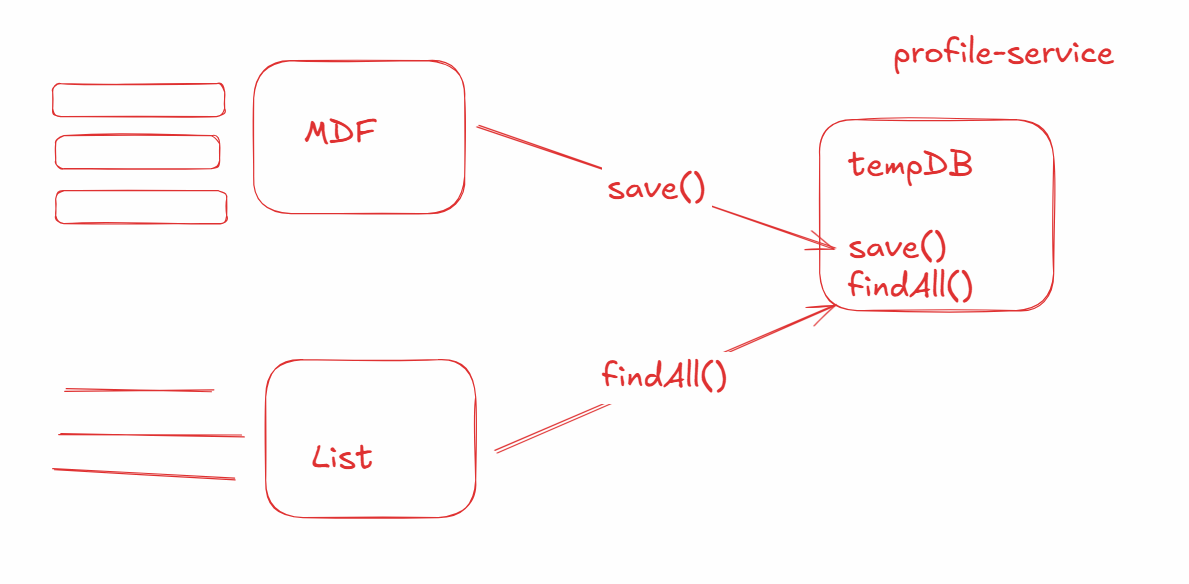 profile-service
MDF
tempDB
save()
save()
findAll()
findAll()
List